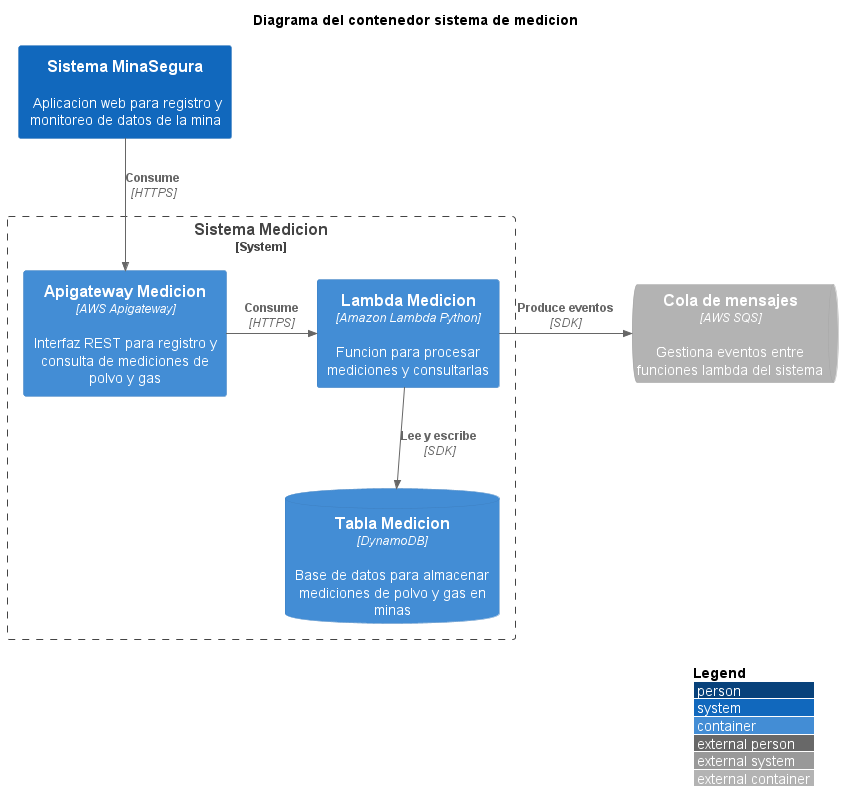 Diagrama del contenedor sistema de medicion
Sistema MinaSegura
Aplicacion web para registro y
monitoreo de datos de la mina
Consume
[HTTPS]
Sistema Medicion
[System]
Apigateway Medicion
[AWS Apigateway]
Interfaz REST para registro y
consulta de mediciones de
polvo y gas
Consume
[HTTPS]
Lambda Medicion
[Amazon Lambda Python]
Funcion para procesar
mediciones y consultarlas
Produce eventos
[SDK]
Cola de mensajes
[AWS SQS]
Gestiona eventos entre
funciones lambda del sistema
Lee y escribe
[SDK]
Tabla Medicion
[DynamoDB]
Base de datos para almacenar
mediciones de polvo y gas en
minas
Legend
person
system
container
external person
external system
external container